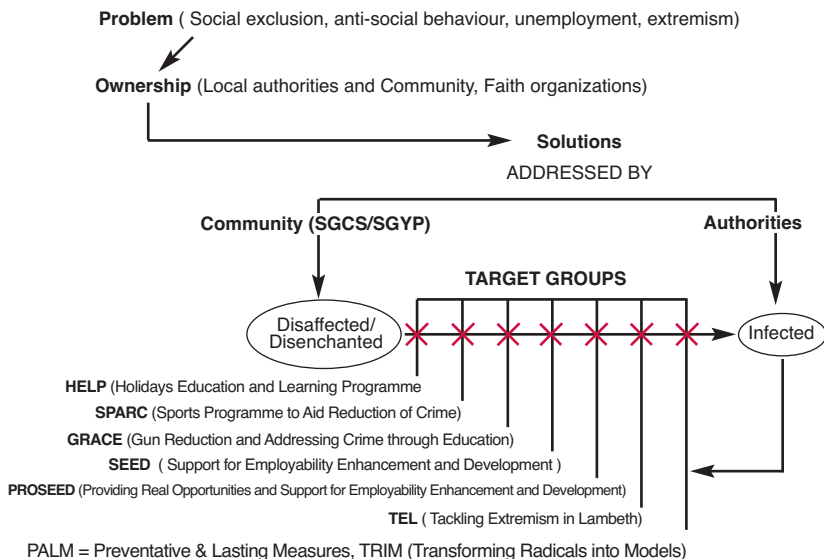 Problem ( Social exclusion, anti-social behaviour, unemployment, extremism)
Ownership (Local authorities and Community, Faith organizations)
Solutions
ADDRESSED BY
Community (SGCS/SGYP)
Authorities
TARGET GROUPS
Disaffected/
Disenchanted
Infected
HELP (Holidays Education and Learning Programme
SPARC (Sports Programme to Aid Reduction of Crime)
GRACE (Gun Reduction and Addressing Crime through Education)
SEED ( Support for Employability Enhancement and Development )
PROSEED (Providing Real Opportunities and Support for Employability Enhancement and Development)
TEL ( Tackling Extremism in Lambeth)
PALM = Preventative & Lasting Measures, TRIM (Transforming Radicals into Models)